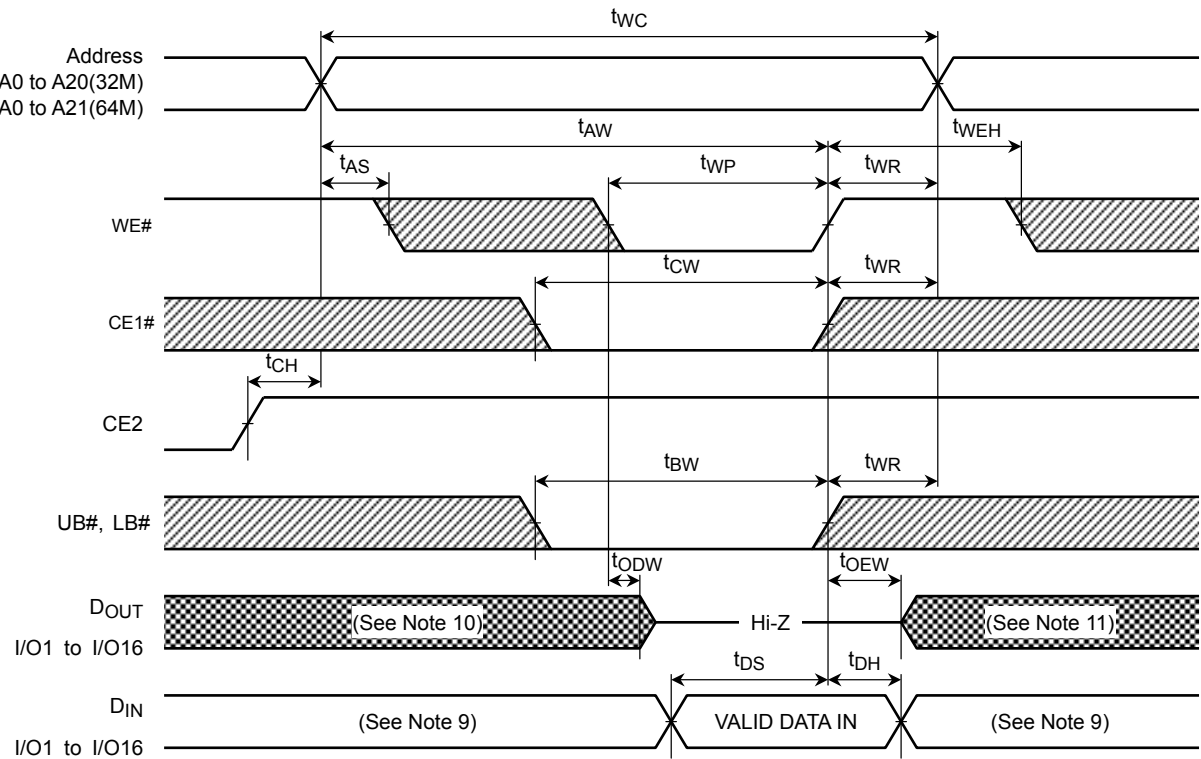 tWC
Address
A0 to A20(32M)
A0 to A21(64M)
tAW
tWEH
tAS
tWP
tWR
WE#
tCW
tWR
CE1#
tCH
CE2
tBW
tWR
UB#, LB#
tODW
tOEW
DOUT
I/O1 to I/O16
(See Note 10)
Hi-Z
(See Note 11)
tDS
tDH
DIN
I/O1 to I/O16
(See Note 9)
VALID DATA IN
(See Note 9)